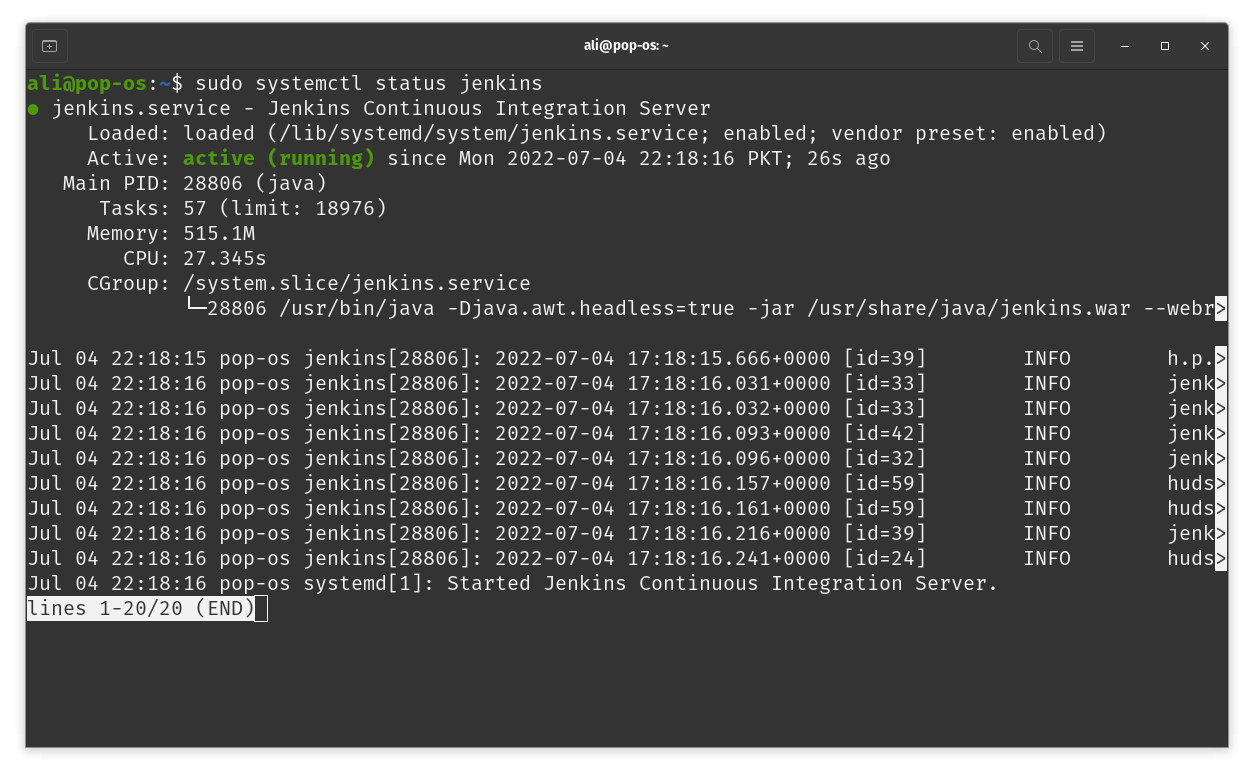 ali@pop-os: ~
ali@pop-os:~$ sudo systemctl status jenkins
● jenkins.service - Jenkins Continuous Integration Server
     Loaded: loaded (/lib/systemd/system/jenkins.service; enabled; vendor preset: enabled)
     Active: active (running) since Mon 2022-07-04 22:18:16 PKT; 26s ago
   Main PID: 28806 (java)
      Tasks: 57 (limit: 18976)
     Memory: 515.1M
        CPU: 27.345s
     CGroup: /system.slice/jenkins.service
             └─28806 /usr/bin/java -Djava.awt.headless=true -jar /usr/share/java/jenkins.war --webr>
Jul 04 22:18:15 pop-os jenkins[28806]: 2022-07-04 17:18:15.666+0000 [id=39]        INFO        h.p.>
Jul 04 22:18:16 pop-os jenkins[28806]: 2022-07-04 17:18:16.031+0000 [id=33]        INFO        jenk>
Jul 04 22:18:16 pop-os jenkins[28806]: 2022-07-04 17:18:16.032+0000 [id=33]        INFO        jenk>
Jul 04 22:18:16 pop-os jenkins[28806]: 2022-07-04 17:18:16.093+0000 [id=42]        INFO        jenk>
Jul 04 22:18:16 pop-os jenkins[28806]: 2022-07-04 17:18:16.096+0000 [id=32]        INFO        jenk>
Jul 04 22:18:16 pop-os jenkins[28806]: 2022-07-04 17:18:16.157+0000 [id=59]        INFO        huds>
Jul 04 22:18:16 pop-os jenkins[28806]: 2022-07-04 17:18:16.161+0000 [id=59]        INFO        huds>
Jul 04 22:18:16 pop-os jenkins[28806]: 2022-07-04 17:18:16.216+0000 [id=39]        INFO        jenk>
Jul 04 22:18:16 pop-os jenkins[28806]: 2022-07-04 17:18:16.241+0000 [id=24]        INFO        huds>
Jul 04 22:18:16 pop-os systemd[1]: Started Jenkins Continuous Integration Server.
lines 1-20/20 (END)